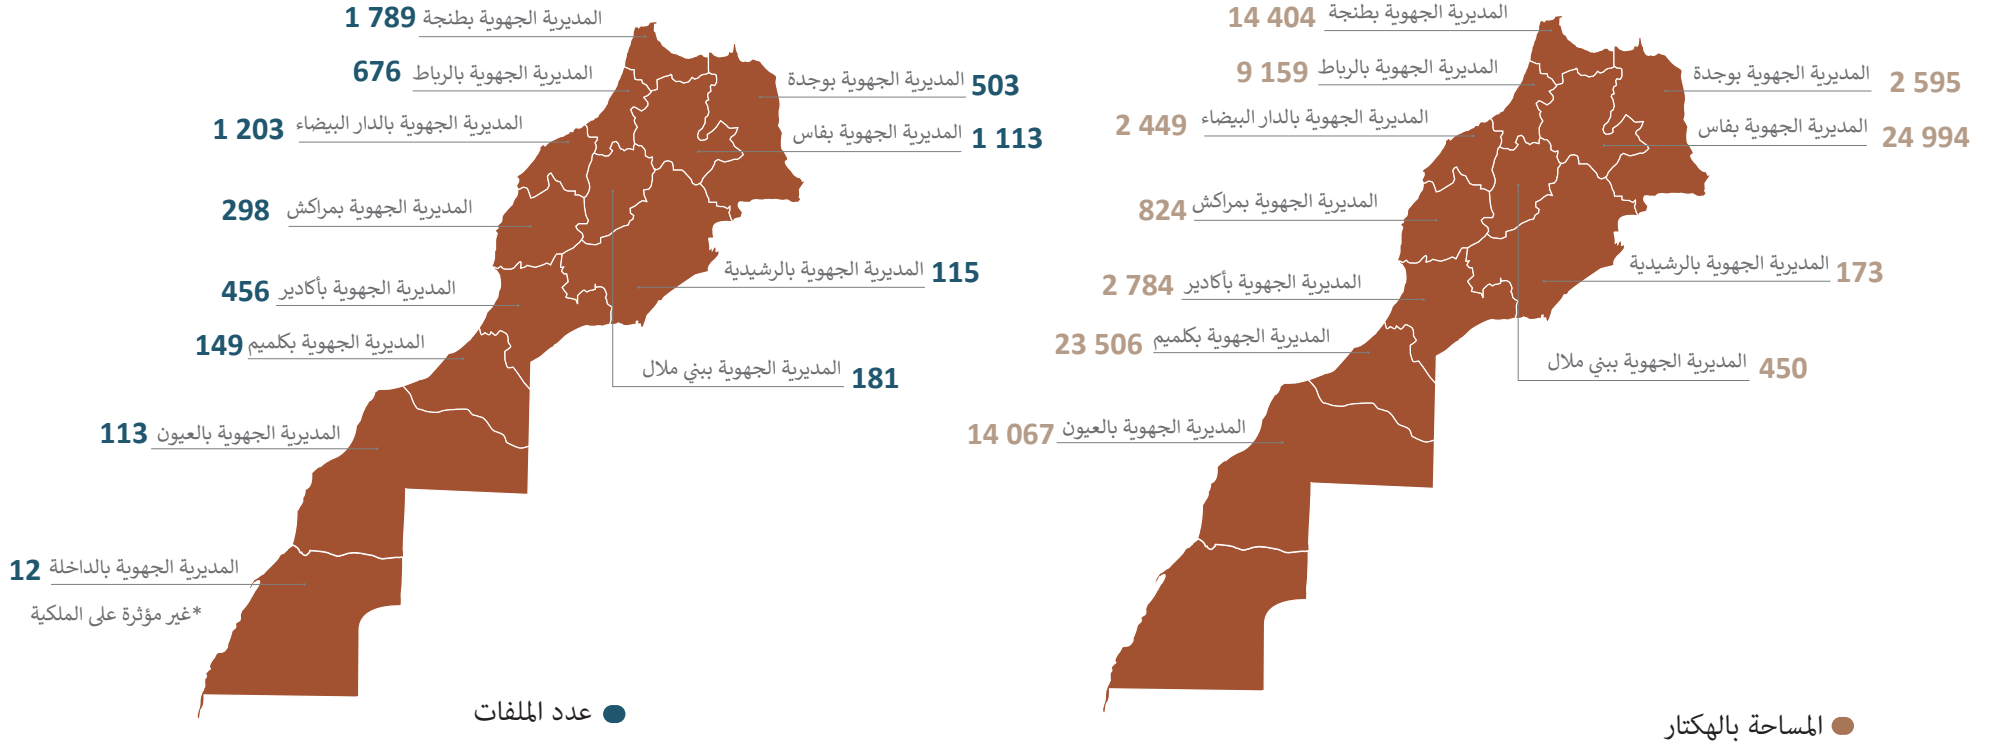 المديرية الجهوية بطنجة 1 789
المديرية الجهوية بالرباط 676
المديرية الجهوية بوجدة 503
المديرية الجهوية بالدار البيضاء 1 203
المديرية الجهوية بفاس 1 113
المديرية الجهوية بمراكش 298
المديرية الجهوية بالرشيدية 115
المديرية الجهوية بأكادير 456
المديرية الجهوية بكلميم 149
المديرية الجهوية ببني ملال 181
المديرية الجهوية بالعيون 113
المديرية الجهوية بالداخلة 12
*غير مؤثرة على الملكية
عدد الملفات
المديرية الجهوية بطنجة 14 404
المديرية الجهوية بالرباط 9 159
المديرية الجهوية بوجدة 2 595
المديرية الجهوية بالدار البيضاء 2 449
المديرية الجهوية بفاس 24 994
المديرية الجهوية بمراكش 824
المديرية الجهوية بالرشيدية 173
المديرية الجهوية بأكادير 2 784
المديرية الجهوية بكلميم 23 506
المديرية الجهوية ببني ملال 450
المديرية الجهوية بالعيون 14 067
المساحة بالهكتار